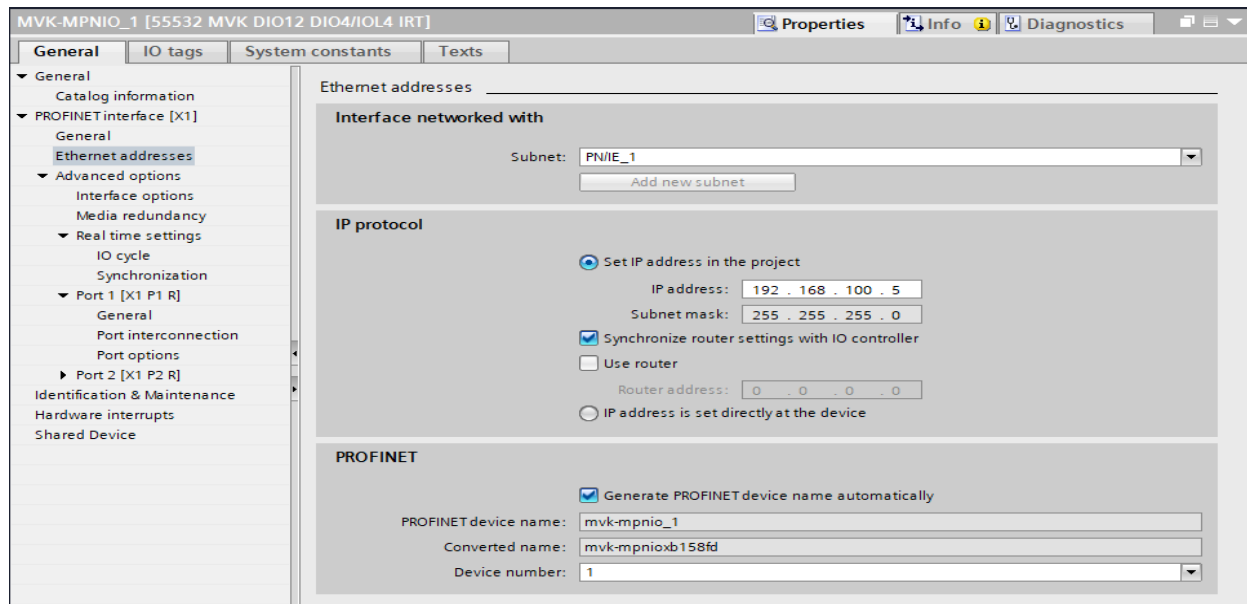 MVK-MPNIO_1 [55532 MVK DIO12 DIO4/IOL4 IRT]
Properties
Info
Diagnostics
General
IO tags
System constants
Texts
General
Catalog information
PROFINET interface [X1]
General
Ethernet addresses
Advanced options
Interface options
Media redundancy
Real time settings
IO cycle
Synchronization
Port 1 [X1 P1 R]
General
Port interconnection
Port options
Port 2 [X1 P2 R]
Identification & Maintenance
Hardware interrupts
Shared Device
Ethernet addresses
Interface networked with
Subnet: PN/IE_1
Add new subnet
IP protocol
Set IP address in the project
IP address: 192 . 168 . 100 . 5
Subnet mask: 255 . 255 . 255 . 0
Synchronize router settings with IO controller
Use router
Router address: 0 . 0 . 0 . 0
IP address is set directly at the device
PROFINET
Generate PROFINET device name automatically
PROFINET device name: mvk-mpnio_1
Converted name: mvk-mpnioxb158fd
Device number: 1